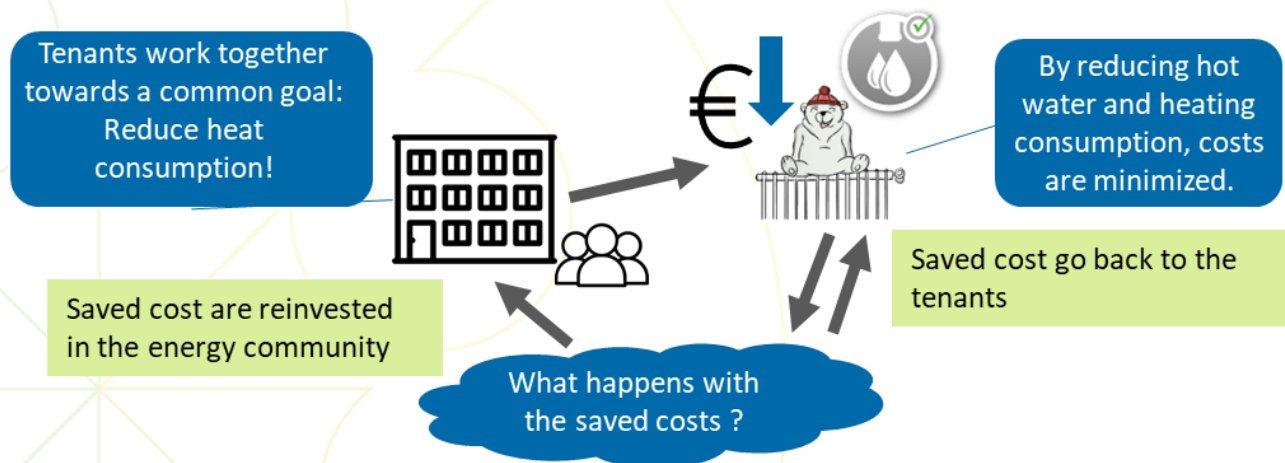 Tenants work together
towards a common goal:
Reduce heat
consumption!
€
By reducing hot
water and heating
consumption, costs
are minimized.
Saved cost go back to the
tenants
Saved cost are reinvested
in the energy community
What happens with
the saved costs ?